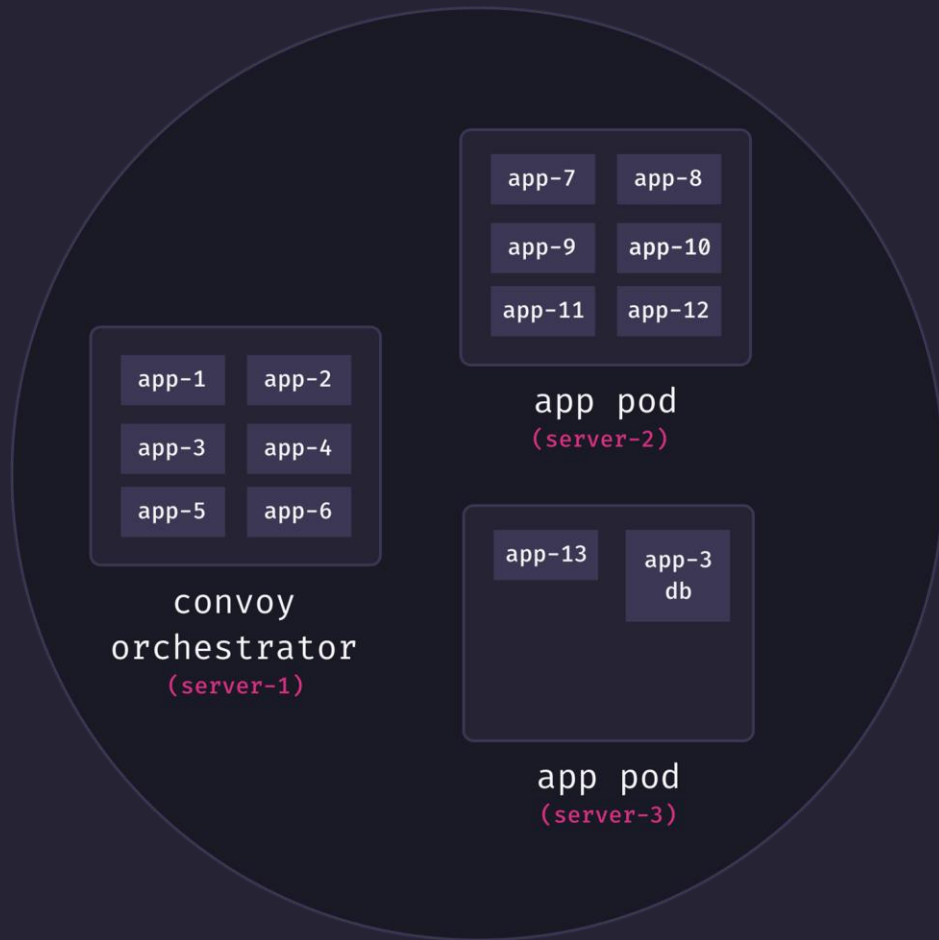 app-1
app-2
app-3
app-4
app-5
app-6
convoy
orchestrator
(server-1)
app-7
app-8
app-9
app-10
app-11
app-12
app pod
(server-2)
app-13
app-3
db
app pod
(server-3)